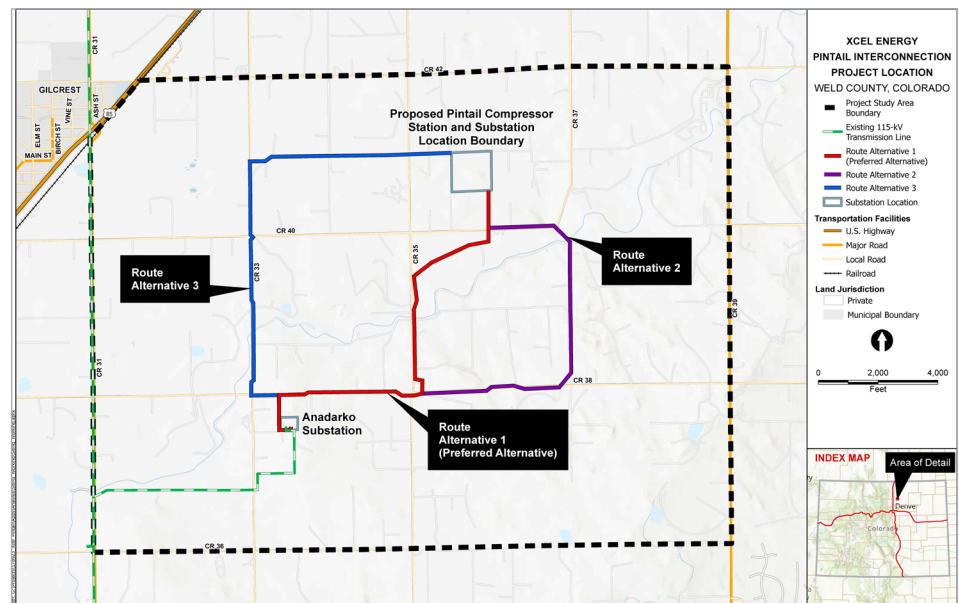 CR 31
CR 42
GILCREST
ASH ST
VINE ST
ELM ST
BIRCH ST
85
MAIN ST
CR 37
Proposed Pintail Compressor
Station and Substation
Location Boundary
CR 40
CR 35
CR 33
Route
Alternative 3
Route
Alternative 2
CR 39
CR 31
CR 38
Anadarko
Substation
Route
Alternative 1
(Preferred Alternative)
CR 36
XCEL ENERGY
PINTAIL INTERCONNECTION
PROJECT LOCATION
WELD COUNTY, COLORADO
Project Study Area
Boundary
Existing 115-kV
Transmission Line
Route Alternative 1
(Preferred Alternative)
Route Alternative 2
Route Alternative 3
Substation Location
Transportation Facilities
U.S. Highway
Major Road
Local Road
Railroad
Land Jurisdiction
Private
Municipal Boundary
0 2,000 4,000
Feet
INDEX MAP
Area of Detail
Denve
Colorado